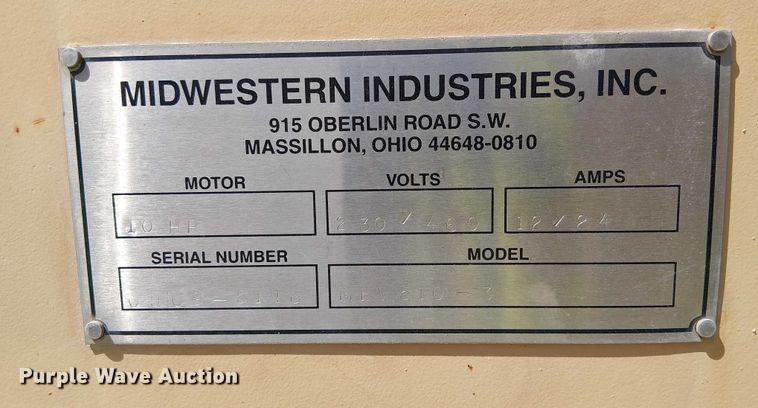 MIDWESTERN INDUSTRIES, INC.
915 OBERLIN ROAD S.W.
MASSILLON, OHIO 44648-0810
MOTOR VOLTS AMPS
10 HP 230/460 12/24
SERIAL NUMBER MODEL
Purple Wave Auction